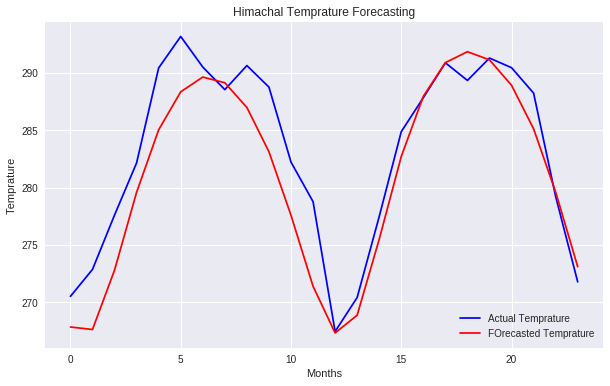 Himachal Temprature Forecasting
Temprature
290
285
280
275
270
0
5
10
15
20
Months
Actual Temprature
FOrecasted Temprature